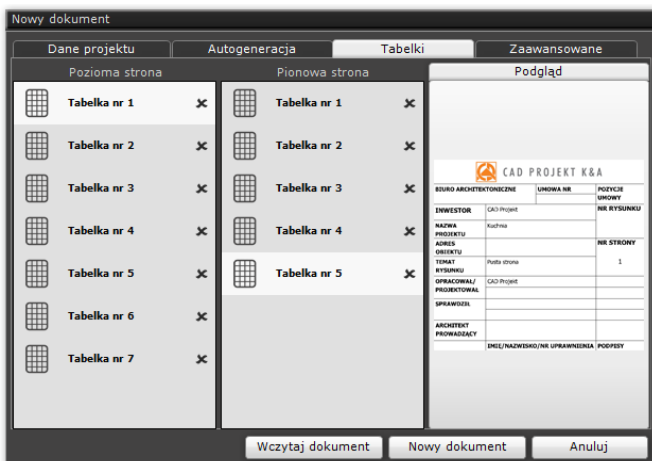 Nowy dokument
Dane projektu
Autogeneracja
Tabelki
Zaawansowane
Pozioma strona
Pionowa strona
Podgląd
Tabelka nr 1
Tabelka nr 2
Tabelka nr 3
Tabelka nr 4
Tabelka nr 5
Tabelka nr 6
Tabelka nr 7
Tabelka nr 1
Tabelka nr 2
Tabelka nr 3
Tabelka nr 4
Tabelka nr 5
CAD PROJEKT K&A
BIURO ARCHITEKTONICZNE UMOWA NR POZYCJE
UMOWY
INWESTOR CAD Projekt NR RYSUNKU
NAZWA Kuchnia
PROJEKTU
ADRES NR STRONY
OBIEKTU
TEMAT Pusta strona 1
RYSUNKU
OPRACOWAŁ/ CAD Projekt
PROJEKTOWAŁ
SPRAWDZIŁ
ARCHITEKT
PROWADZĄCY
IMIĘ/NAZWISKO/NR UPRAWNIENIA PODPISY
Wczytaj dokument
Nowy dokument
Anuluj